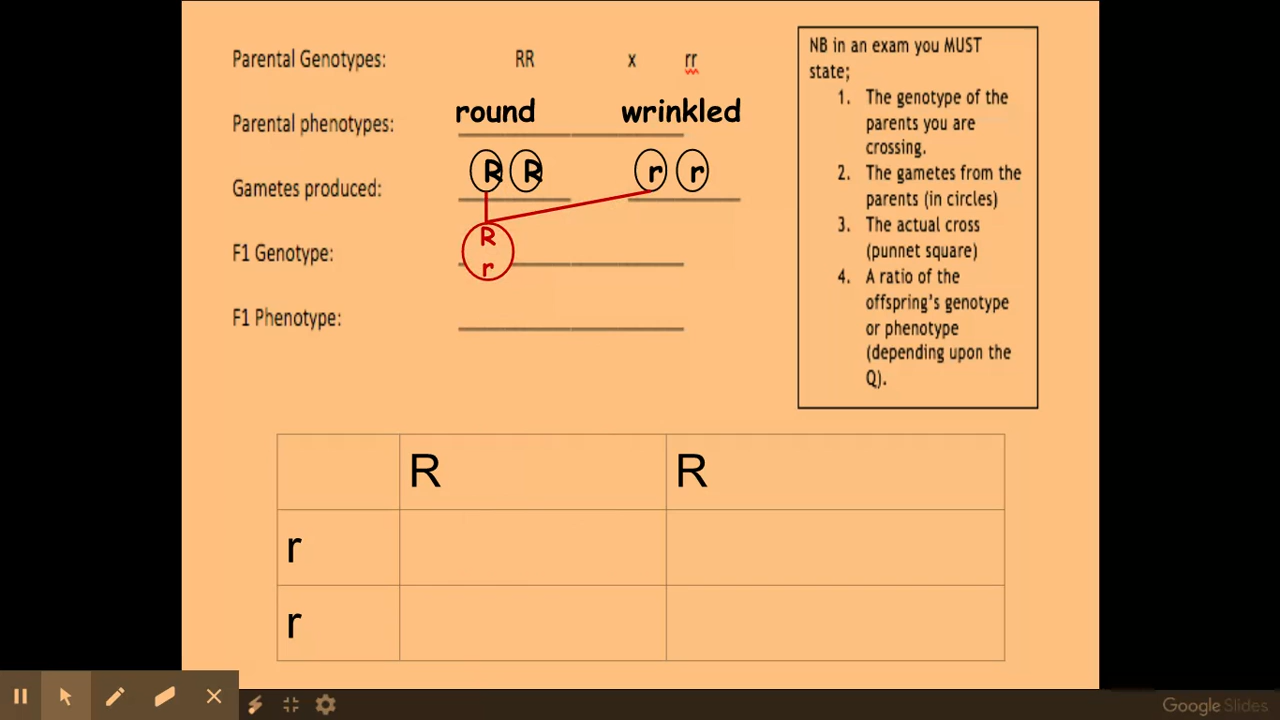 Parental Genotypes: RR x rr
Parental phenotypes: round wrinkled
Gametes produced: R R r r
F1 Genotype: R
r
F1 Phenotype:
NB in an exam you MUST
state;
1. The genotype of the
parents you are
crossing.
2. The gametes from the
parents (in circles)
3. The actual cross
(punnet square)
4. A ratio of the
offspring's genotype
or phenotype
(depending upon the
Q).
R R
r
r
Google Slides